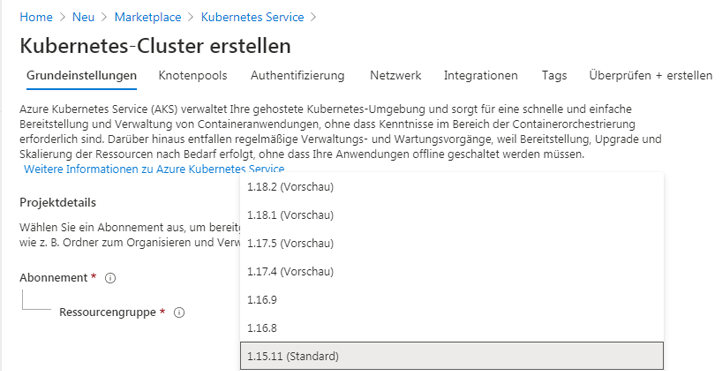 Home > Neu > Marketplace > Kubernetes Service >
Kubernetes-Cluster erstellen
Grundeinstellungen Knotenpools Authentifizierung Netzwerk Integrationen Tags Überprüfen + erstellen
Azure Kubernetes Service (AKS) verwaltet Ihre gehostete Kubernetes-Umgebung und sorgt für eine schnelle und einfache
Bereitstellung und Verwaltung von Containeranwendungen, ohne dass Kenntnisse im Bereich der Containerorchestrierung
erforderlich sind. Darüber hinaus entfallen regelmäßige Verwaltungs- und Wartungsvorgänge, weil Bereitstellung, Upgrade und
Skalierung der Ressourcen nach Bedarf erfolgt, ohne dass Ihre Anwendungen offline geschaltet werden müssen.
Weitere Informationen zu Azure Kubernetes Service
Projektdetails
Wählen Sie ein Abonnement aus, um
wie z. B. Ordner zum Organisieren und
Abonnement *
Ressourcengruppe *
1.18.2 (Vorschau)
1.18.1 (Vorschau)
1.17.5 (Vorschau)
1.17.4 (Vorschau)
1.16.9
1.16.8
1.15.11 (Standard)